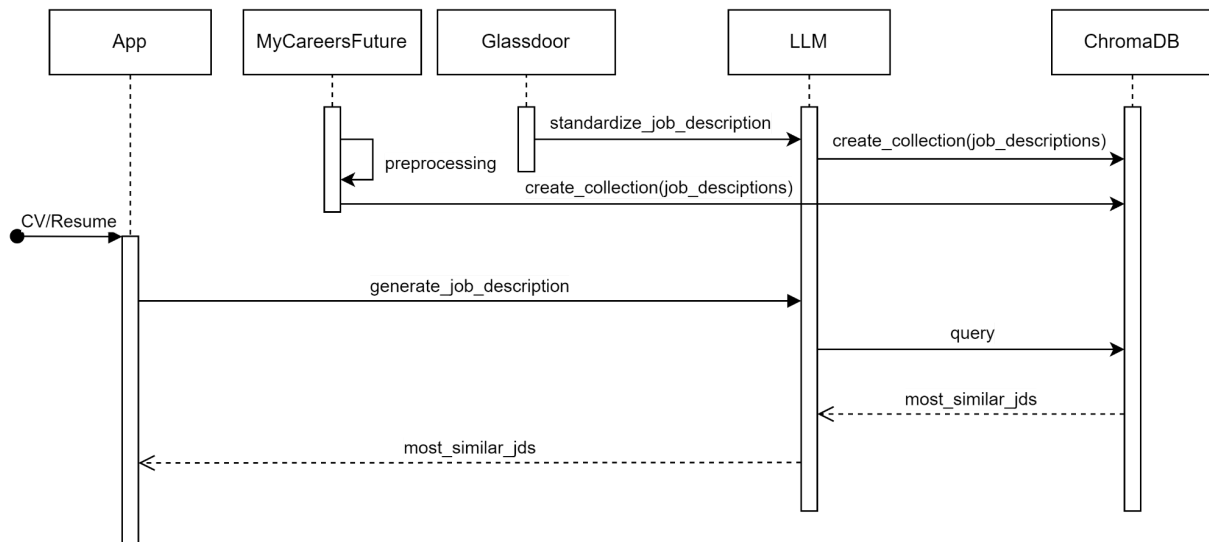 App
MyCareersFuture
Glassdoor
LLM
ChromaDB
standardize_job_description
create_collection(job_descriptions)
preprocessing
create_collection(job_desciptions)
CV/Resume
generate_job_description
query
most_similar_jds
most_similar_jds